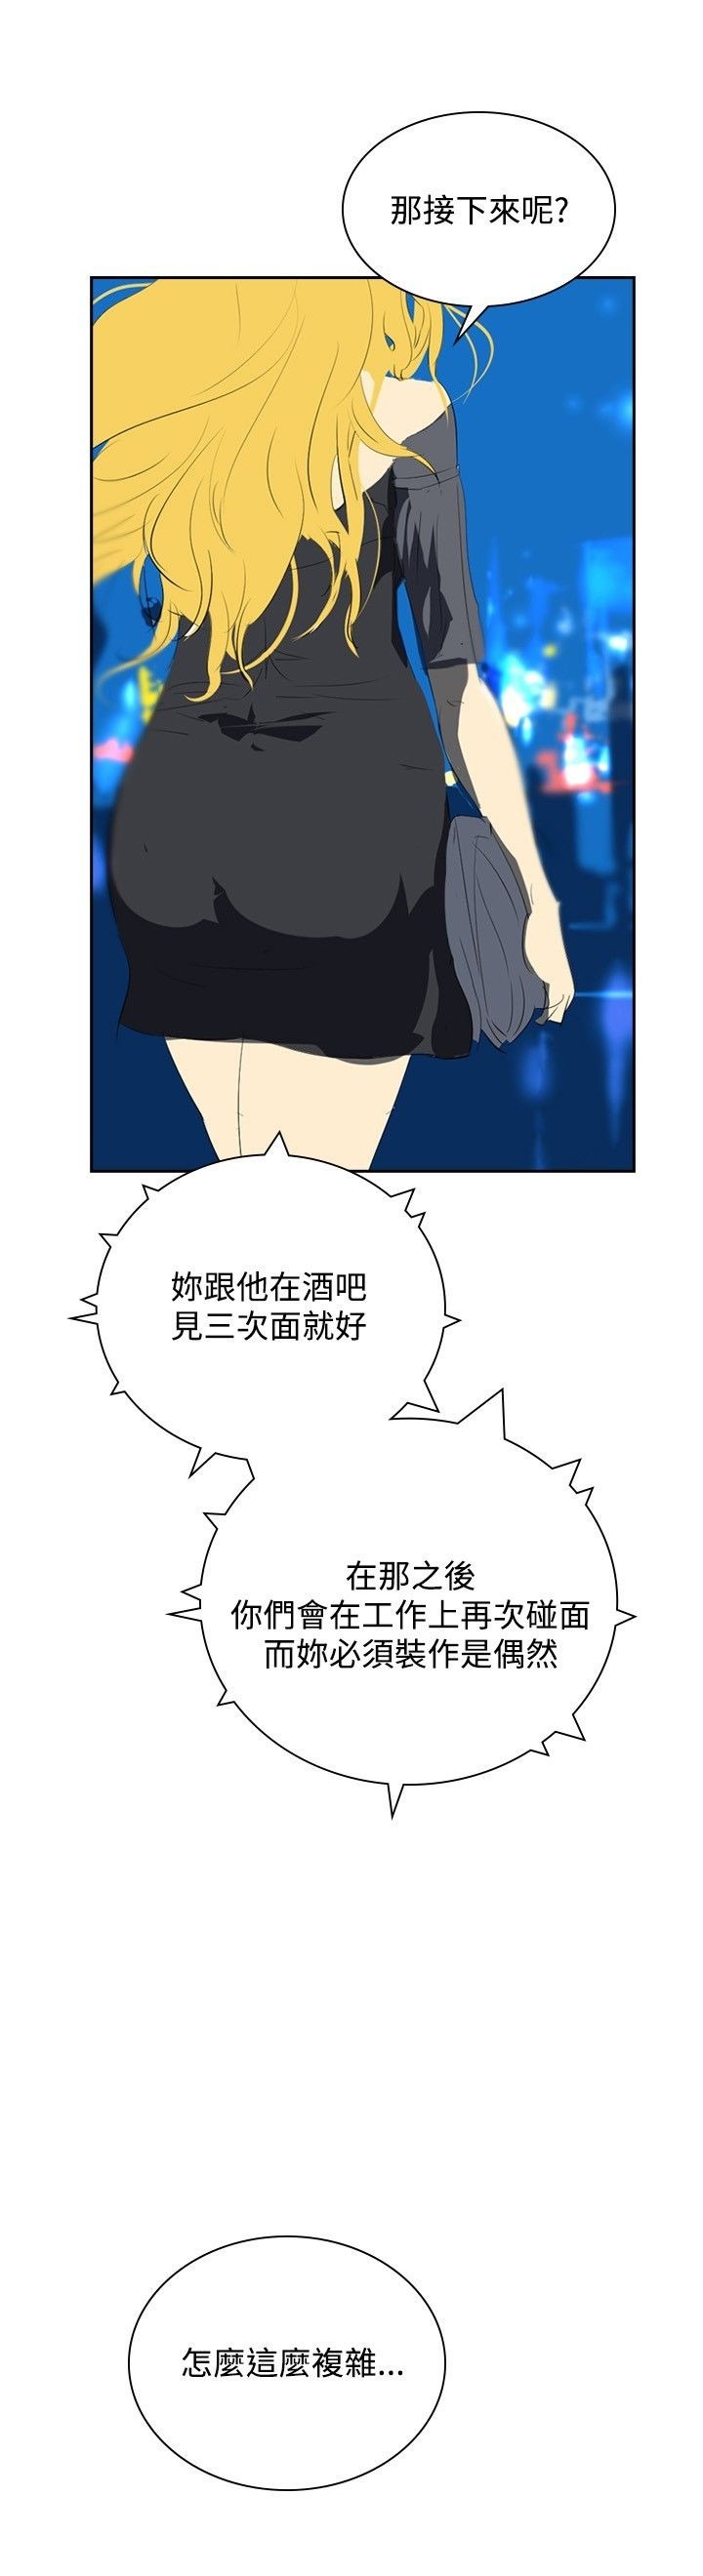 那接下來呢?
妳跟他在酒吧
見三次面就好
在那之後
你們會在工作上再次碰面
而妳必須裝作是偶然
怎麼這麼複雜...